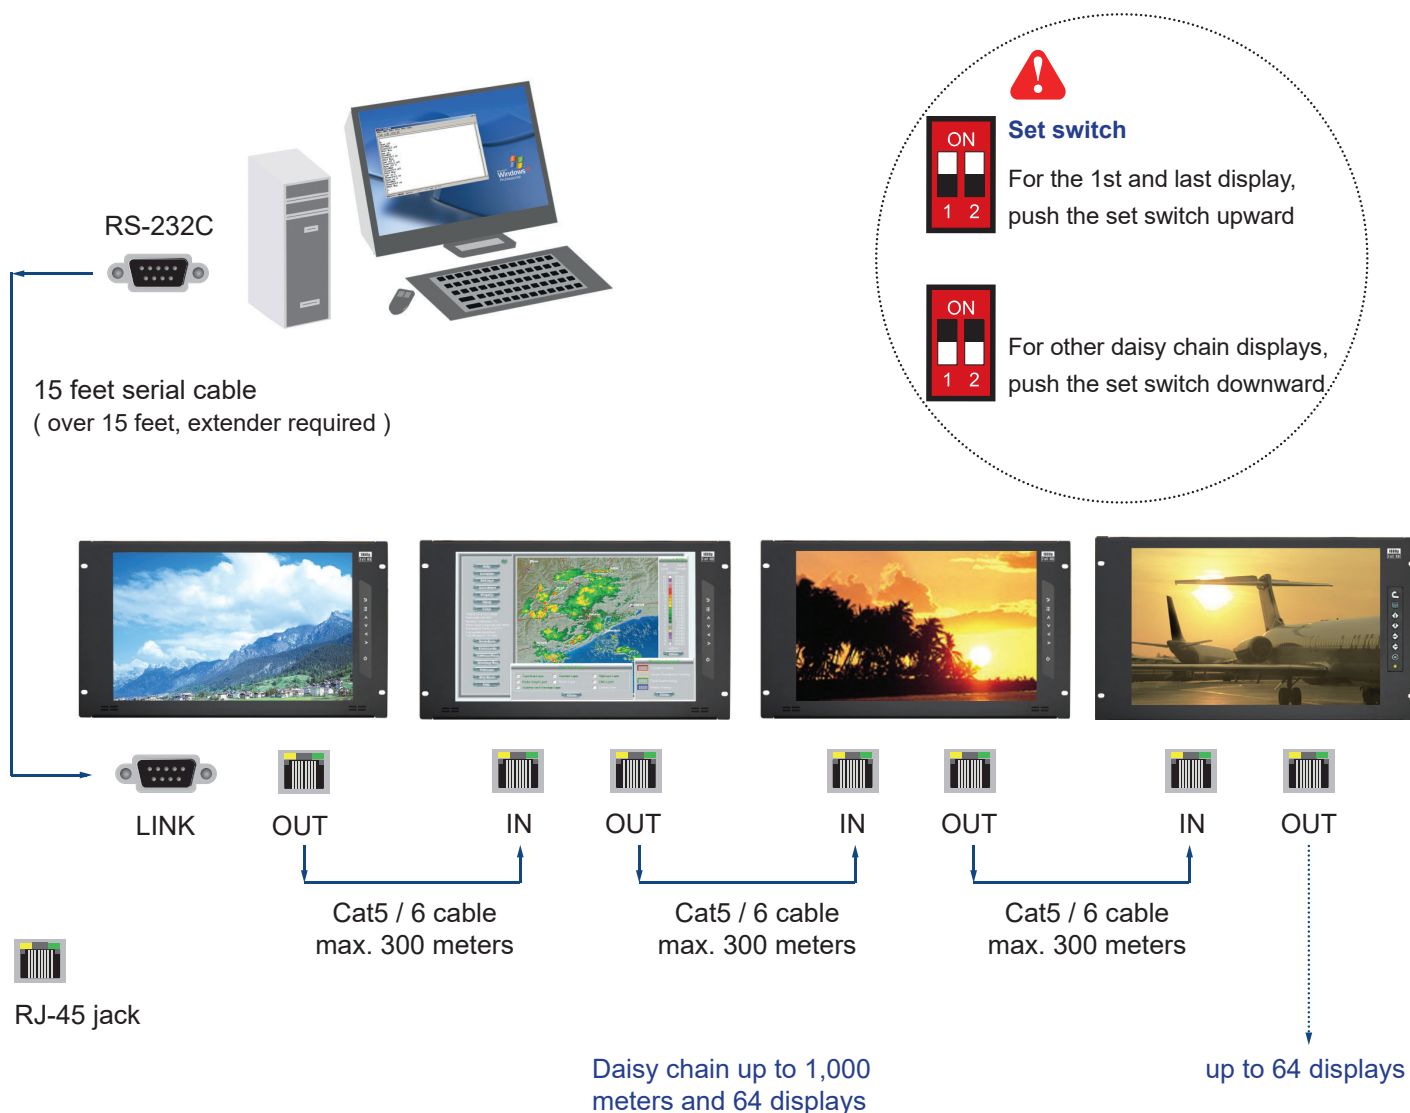 RS-232C
Windows
15 feet serial cable
( over 15 feet, extender required )
Set switch
ON
1 2
For the 1st and last display,
push the set switch upward
ON
1 2
For other daisy chain displays,
push the set switch downward.
LINK
OUT
IN
OUT
IN
OUT
IN
OUT
Cat5 / 6 cable
max. 300 meters
Cat5 / 6 cable
max. 300 meters
Cat5 / 6 cable
max. 300 meters
RJ-45 jack
Daisy chain up to 1,000
meters and 64 displays
up to 64 displays